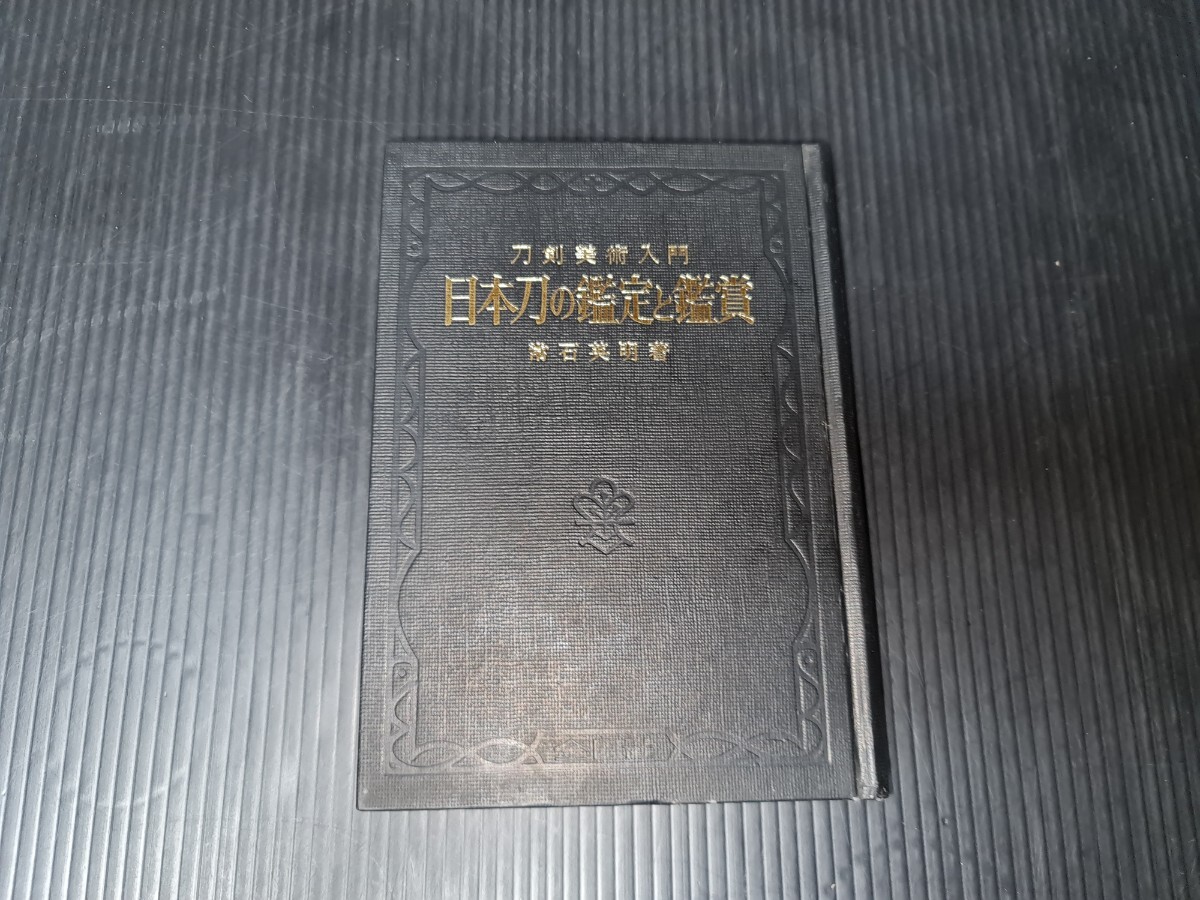 刀剣美術入門
日本刀の鑑定と鑑賞
常石英明著